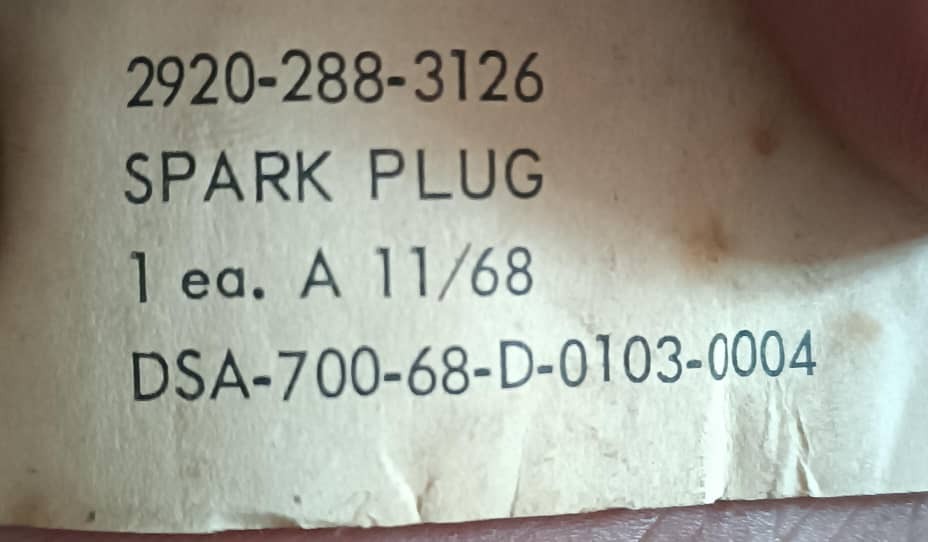 2920-288-3126
SPARK PLUG
1 ea. A 11/68
DSA-700-68-D-0103-0004